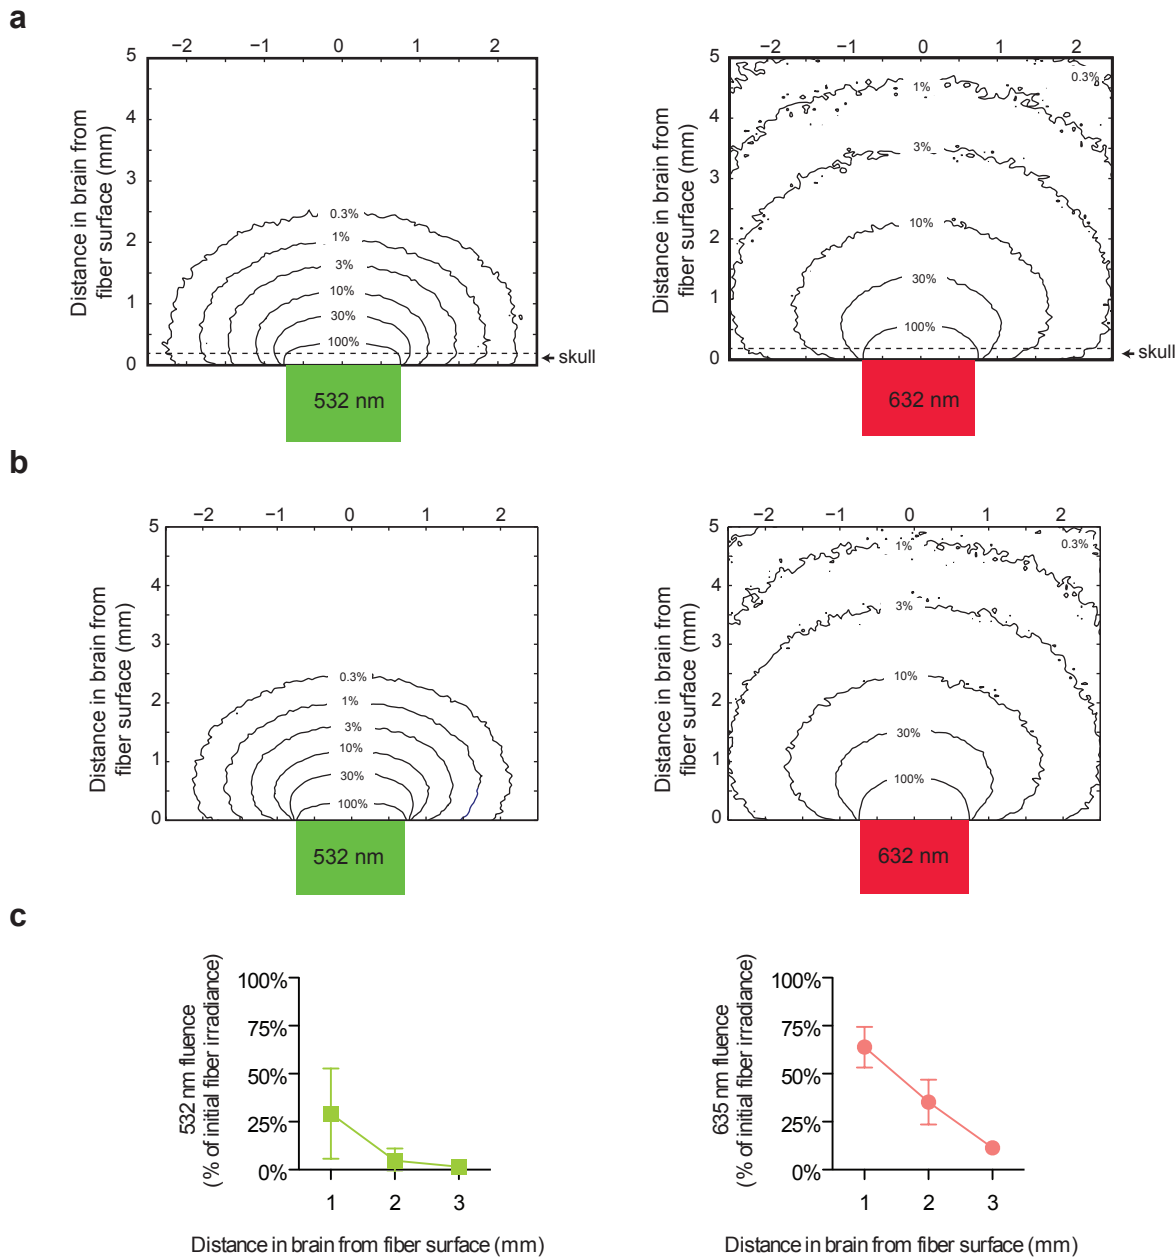 a
−2 −1 0 1 2
−2 −1 0 1 2
5
4
3
2
1
0
Distance in brain from
fiber surface (mm)
0.3%
1%
3%
10%
30%
100%
skull
532 nm
5
4
3
2
1
0
Distance in brain from
fiber surface (mm)
0.3%
1%
3%
10%
30%
100%
skull
632 nm
b
−2 −1 0 1 2
−2 −1 0 1 2
5
4
3
2
1
0
Distance in brain from
fiber surface (mm)
0.3%
1%
3%
10%
30%
100%
532 nm
5
4
3
2
1
0
Distance in brain from
fiber surface (mm)
0.3%
1%
3%
10%
30%
100%
632 nm
c
532 nm fluence
(% of initial fiber irradiance)
100%
75%
50%
25%
0%
1 2 3
Distance in brain from fiber surface (mm)
635 nm fluence
(% of initial fiber irradiance)
100%
75%
50%
25%
0%
1 2 3
Distance in brain from fiber surface (mm)